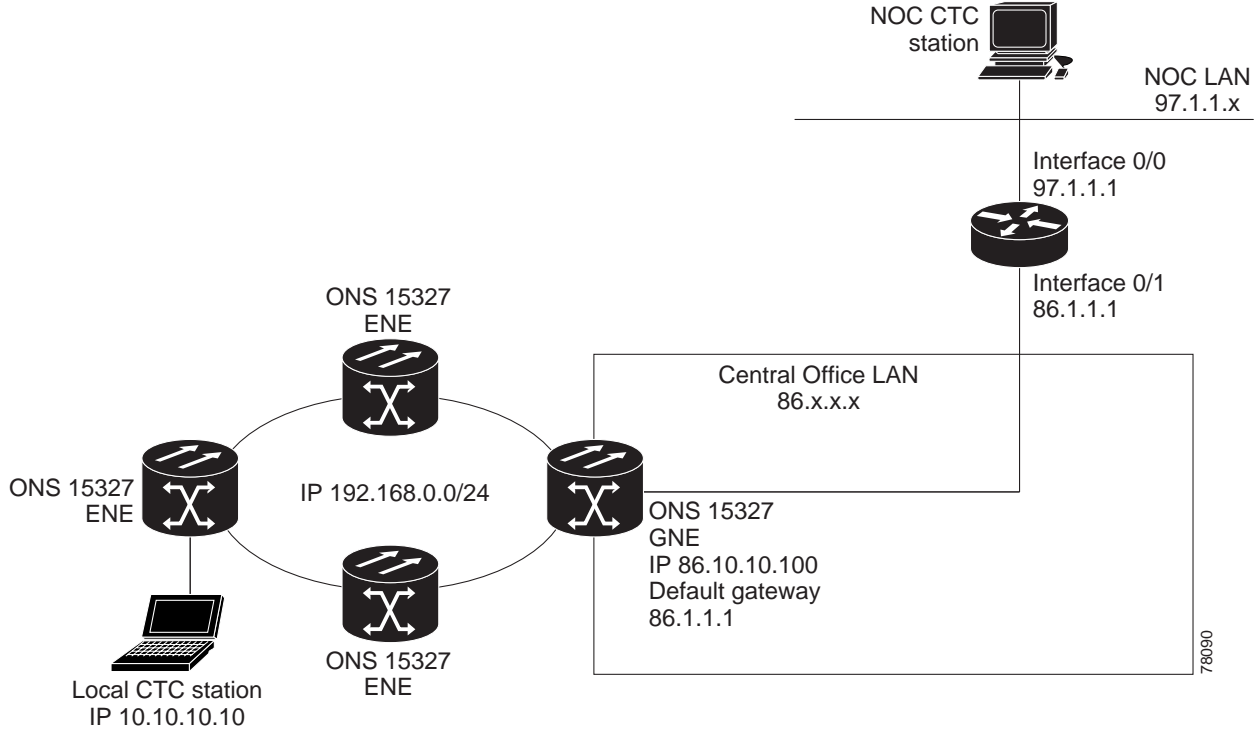 NOC CTC
station
NOC LAN
97.1.1.x
Interface 0/0
97.1.1.1
Interface 0/1
86.1.1.1
ONS 15327
ENE
Central Office LAN
86.x.x.x
ONS 15327
ENE
IP 192.168.0.0/24
ONS 15327
GNE
IP 86.10.10.100
Default gateway
86.1.1.1
ONS 15327
ENE
Local CTC station
IP 10.10.10.10
78090